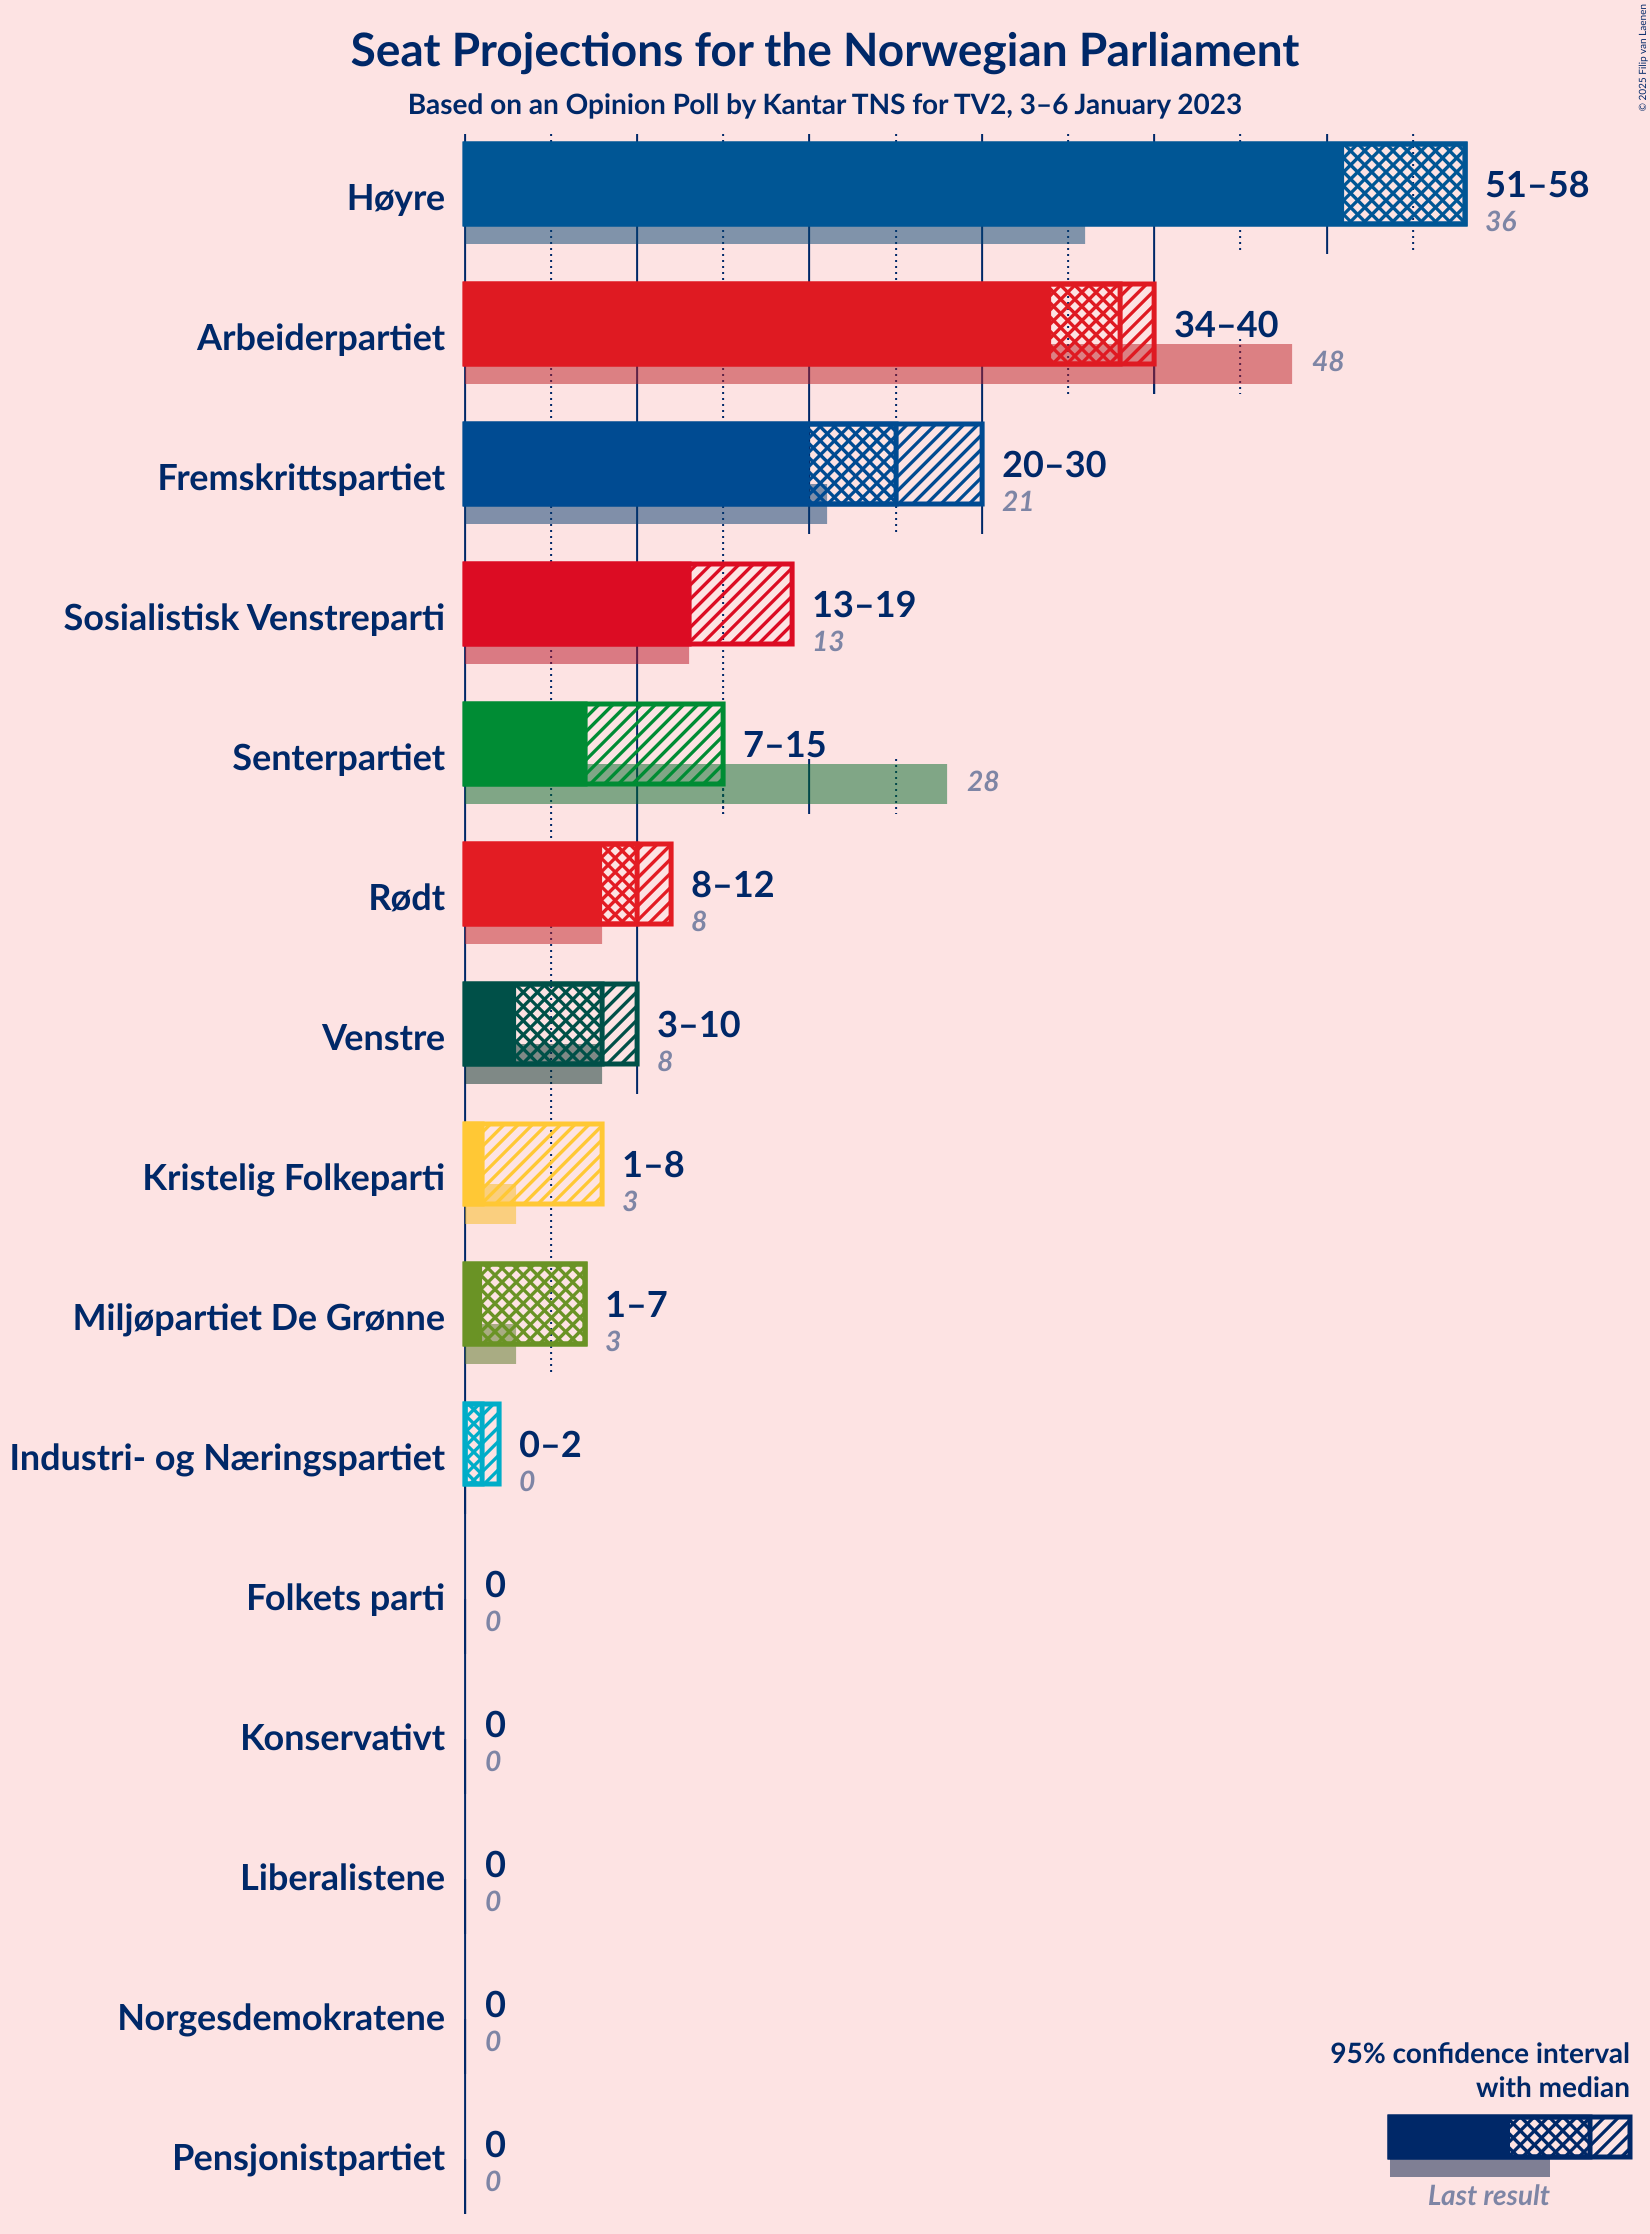 © 2025 Filip van Laenen
Seat Projections for the Norwegian Parliament
Based on an Opinion Poll by Kantar TNS for TV2, 3–6 January 2023
Høyre
51–58
36
Arbeiderpartiet
34–40
48
Fremskrittspartiet
20–30
21
Sosialistisk Venstreparti
13–19
13
Senterpartiet
7–15
28
Rødt
8–12
8
Venstre
3–10
8
Kristelig Folkeparti
1–8
3
Miljøpartiet De Grønne
1–7
3
Industri- og Næringspartiet
0–2
0
Folkets parti
0
0
Konservativt
0
0
Liberalistene
0
0
Norgesdemokratene
0
0
Pensjonistpartiet
0
0
95% confidence interval
with median
Last result